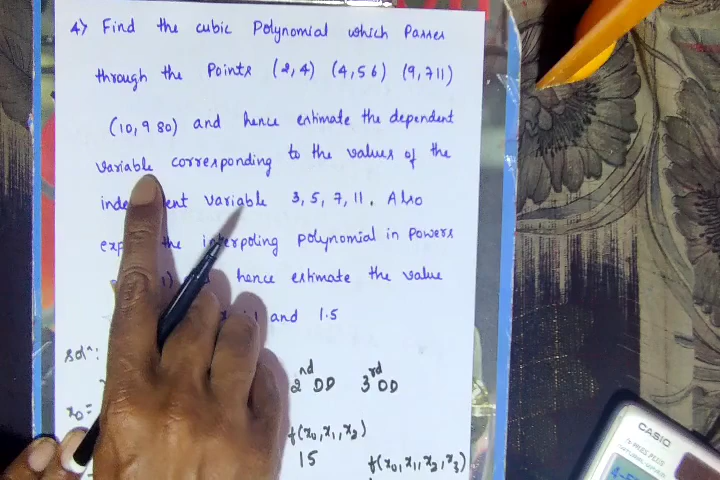 4) Find the cubic Polynomial which Passes
through the Points (2,4) (4,56) (9,711)
(10,980) and hence estimate the dependent
variable corresponding to the values of the
variable 3, 5, 7, 11. Also
the interpoling polynomial in powers
hence estimate the value
and 1.5
sol^n:
2nd DD 3rd DD
x0=
f(x0,x1,x2)
15 f(x0,x1,x2,x3)
CASIO